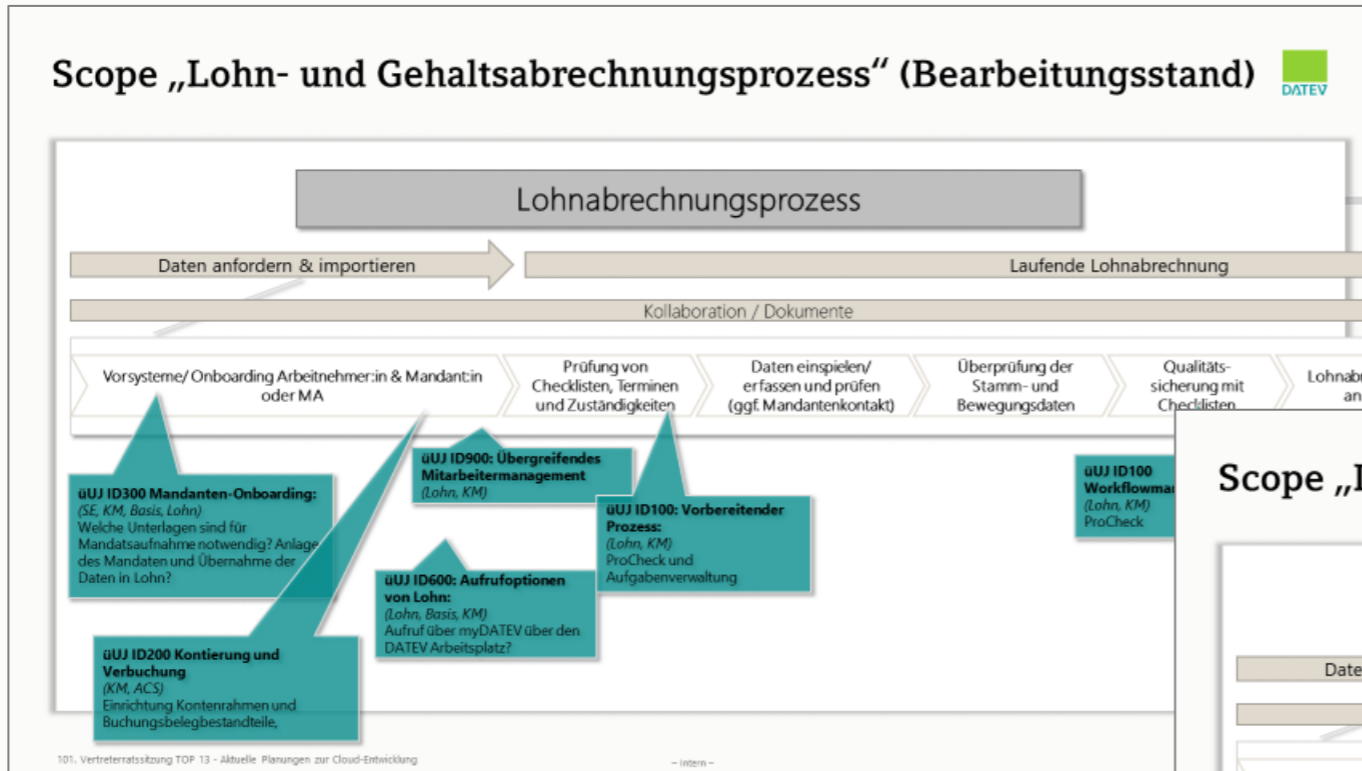 Scope „Lohn- und Gehaltsabrechnungsprozess“ (Bearbeitungsstand)
DATEV
Lohnabrechnungsprozess
Daten anfordern & importieren
Laufende Lohnabrechnung
Kollaboration / Dokumente
Vorsysteme/ Onboarding Arbeitnehmer:in & Mandant:in
oder MA
Prüfung von
Checklisten, Terminen
und Zuständigkeiten
Daten einspielen/
erfassen und prüfen
(ggf. Mandantenkontakt)
Überprüfung der
Stamm- und
Bewegungsdaten
Qualitäts-
sicherung mit
Checklisten
üUJ ID300 Mandanten-Onboarding:
(SE, KM, Basis, Lohn)
Welche Unterlagen sind für
Mandatsaufnahme notwendig? Anlage
des Mandaten und Übernahme der
Daten in Lohn?
üUJ ID900: Übergreifendes
Mitarbeitermanagement
(Lohn, KM)
üUJ ID100: Vorbereitender
Prozess:
(Lohn, KM)
ProCheck und
Aufgabenverwaltung
üUJ ID100
(Lohn, KM)
ProCheck
üUJ ID600: Aufrufoptionen
von Lohn:
(Lohn, Basis, KM)
Aufruf über myDATEV über den
DATEV Arbeitsplatz?
üUJ ID200 Kontierung und
Verbuchung
(KM, ACS)
Einrichtung Kontenrahmen und
Buchungsbelegbestandteile,
101. Vertreterratssitzung TOP 13 - Aktuelle Planungen zur Cloud-Entwicklung
– Intern –
Scope